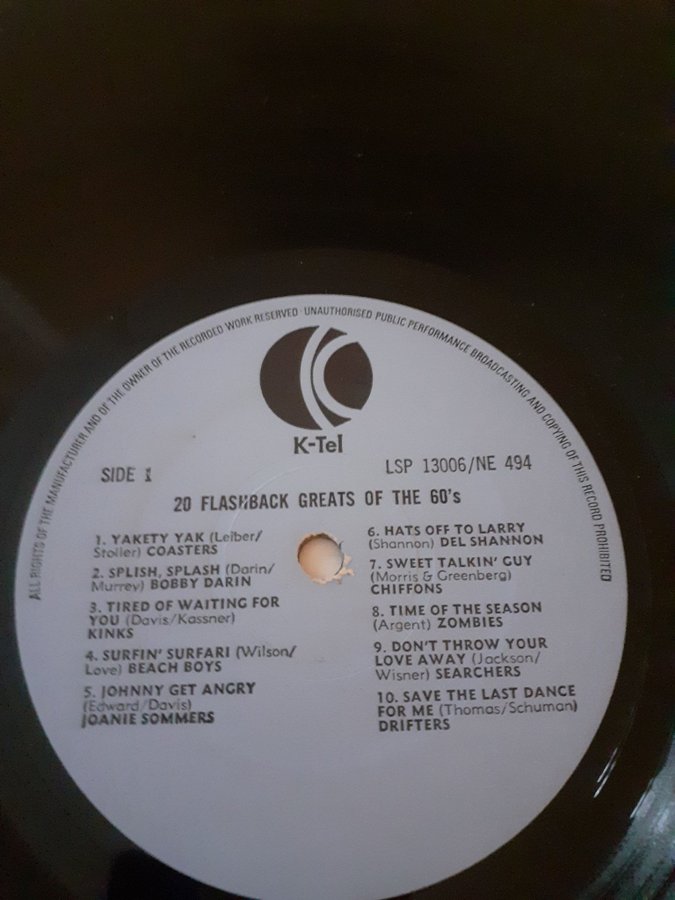 ALL RIGHTS OF THE MANUFACTURER AND OF THE OWNER OF THE RECORDED WORK RESERVED · UNAUTHORISED PUBLIC PERFORMANCE BROADCASTING AND COPYING OF THIS RECORD PROHIBITED
K-Tel
SIDE 1
LSP 13006/NE 494
20 FLASHBACK GREATS OF THE 60's
1. YAKETY YAK (Leiber/
Stoller) COASTERS
2. SPLISH, SPLASH (Darin/
Murrey) BOBBY DARIN
3. TIRED OF WAITING FOR
YOU (Davis/Kassner)
KINKS
4. SURFIN' SURFARI (Wilson/
Love) BEACH BOYS
5. JOHNNY GET ANGRY
(Edward/Davis)
JOANIE SOMMERS
6. HATS OFF TO LARRY
(Shannon) DEL SHANNON
7. SWEET TALKIN' GUY
(Morris & Greenberg)
CHIFFONS
8. TIME OF THE SEASON
(Argent) ZOMBIES
9. DON'T THROW YOUR
LOVE AWAY (Jackson/
Wisner) SEARCHERS
10. SAVE THE LAST DANCE
FOR ME (Thomas/Schuman)
DRIFTERS